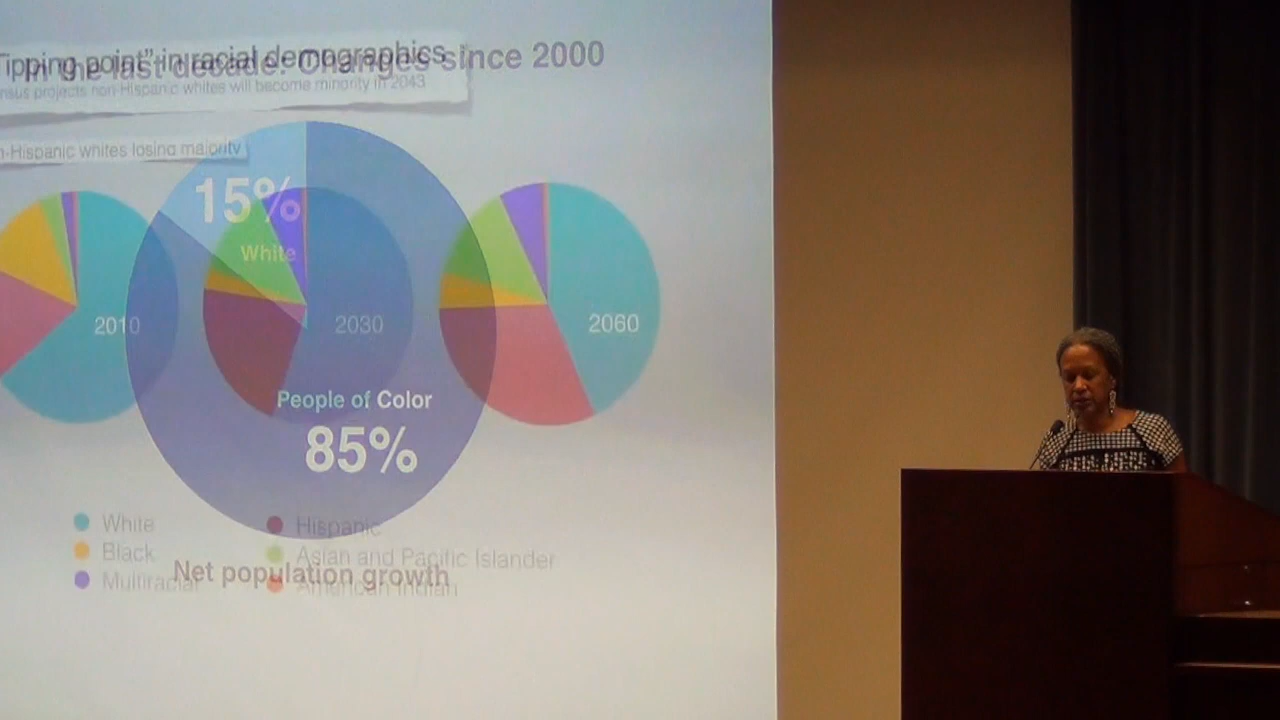 Tipping point” in racial demographics
In the last decade: Changes since 2000
nsus projects non-Hispanic whites will become minority in 2043
n-Hispanic whites losing majority
15%
White
2010
2030
2060
People of Color
85%
White
Hispanic
Black
Asian and Pacific Islander
Multiracial
American Indian
Net population growth